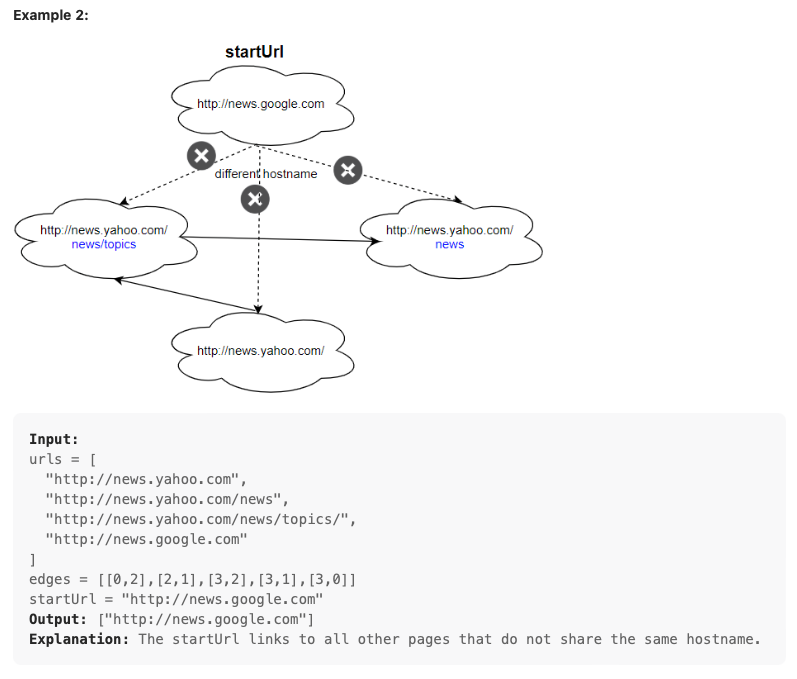 Example 2:
startUrl
http://news.google.com
different hostname
http://news.yahoo.com/
news/topics
http://news.yahoo.com/
news
http://news.yahoo.com/
Input:
urls = [
  "http://news.yahoo.com",
  "http://news.yahoo.com/news",
  "http://news.yahoo.com/news/topics/",
  "http://news.google.com"
]
edges = [[0,2],[2,1],[3,2],[3,1],[3,0]]
startUrl = "http://news.google.com"
Output: ["http://news.google.com"]
Explanation: The startUrl links to all other pages that do not share the same hostname.